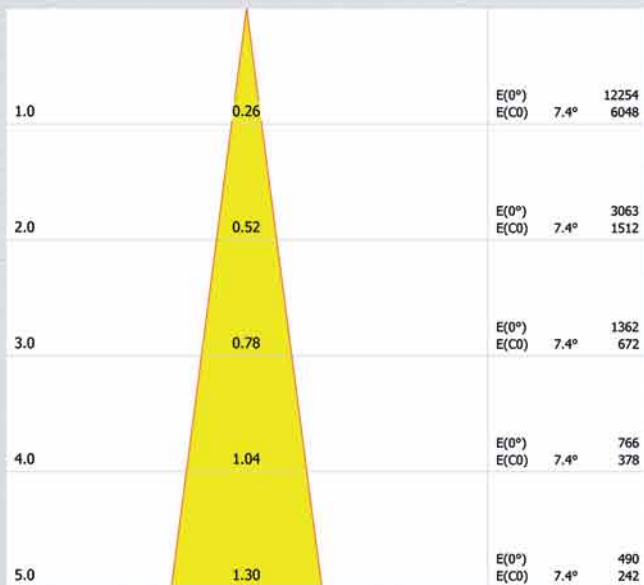 E(0°) 12254
1.0 0.26 E(C0) 7.4° 6048
E(0°) 3063
2.0 0.52 E(C0) 7.4° 1512
E(0°) 1362
3.0 0.78 E(C0) 7.4° 672
E(0°) 766
4.0 1.04 E(C0) 7.4° 378
E(0°) 490
5.0 1.30 E(C0) 7.4° 242